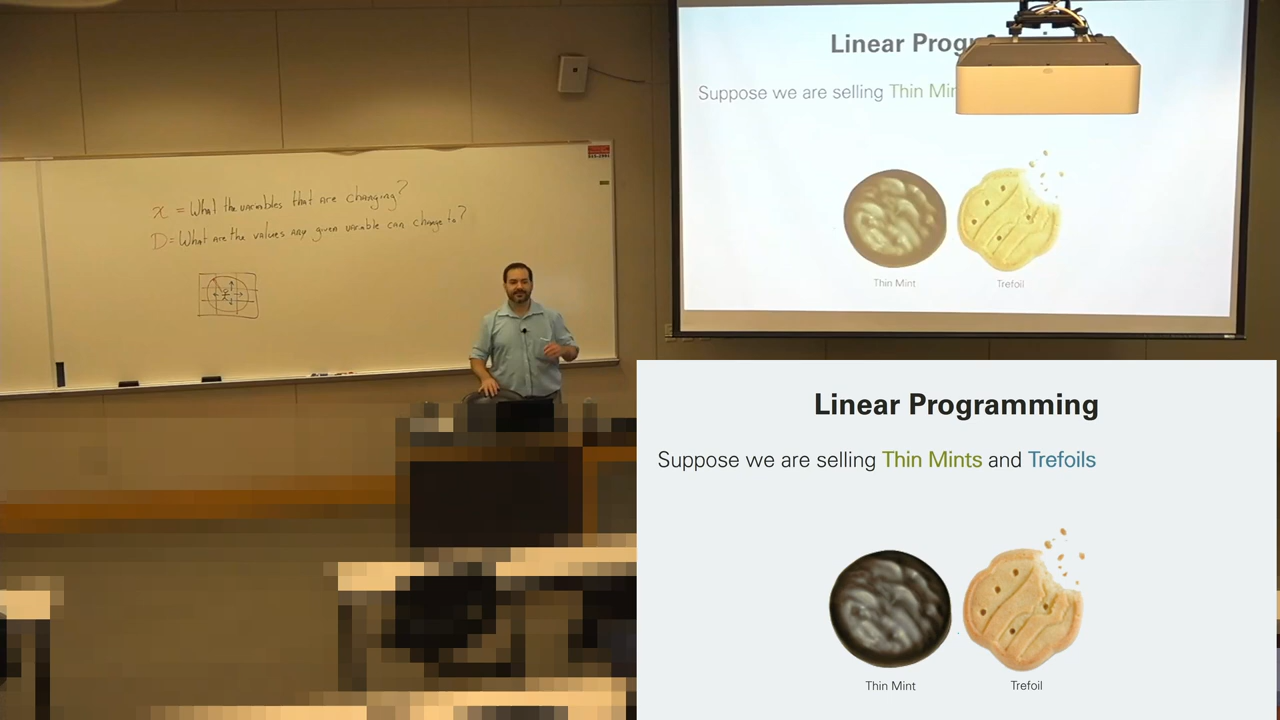 x = What the variables that are changing?
D = What are the values any given variable can change to?
Linear Prog
Suppose we are selling Thin Min
Thin Mint
Trefoil
Linear Programming
Suppose we are selling Thin Mints and Trefoils
Thin Mint
Trefoil